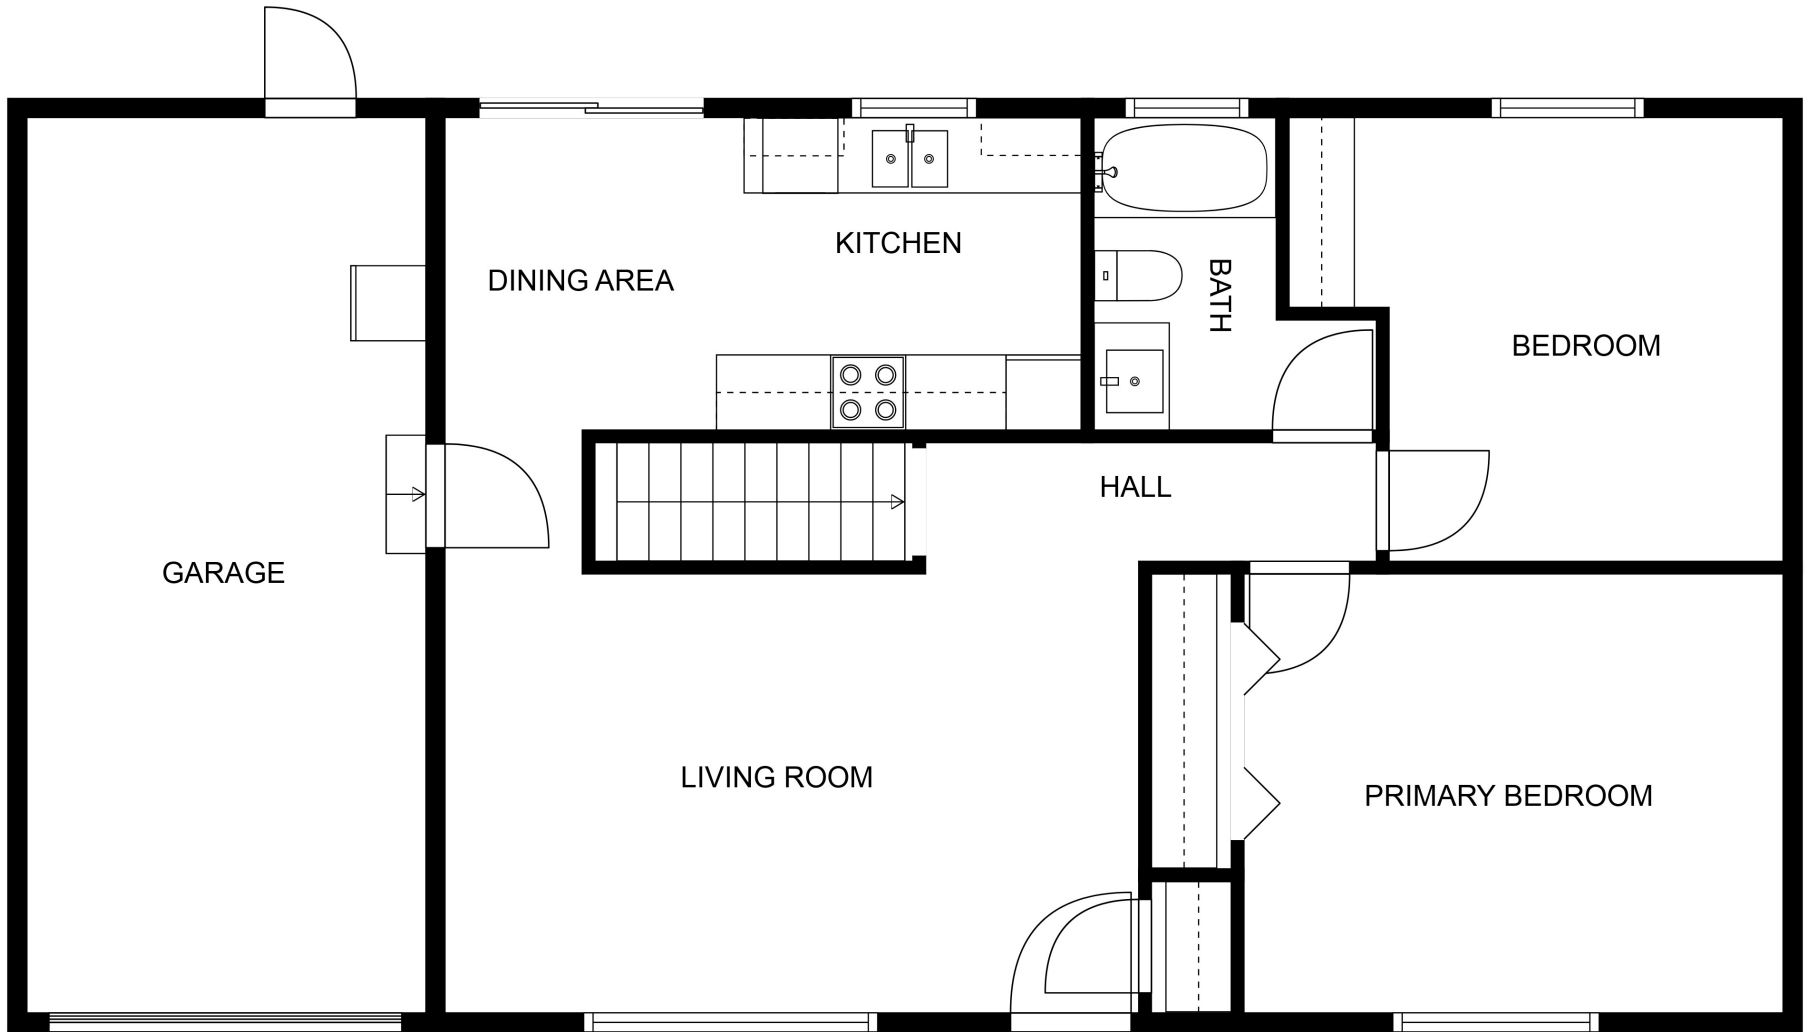 KITCHEN
DINING AREA
BATH
BEDROOM
HALL
GARAGE
LIVING ROOM
PRIMARY BEDROOM